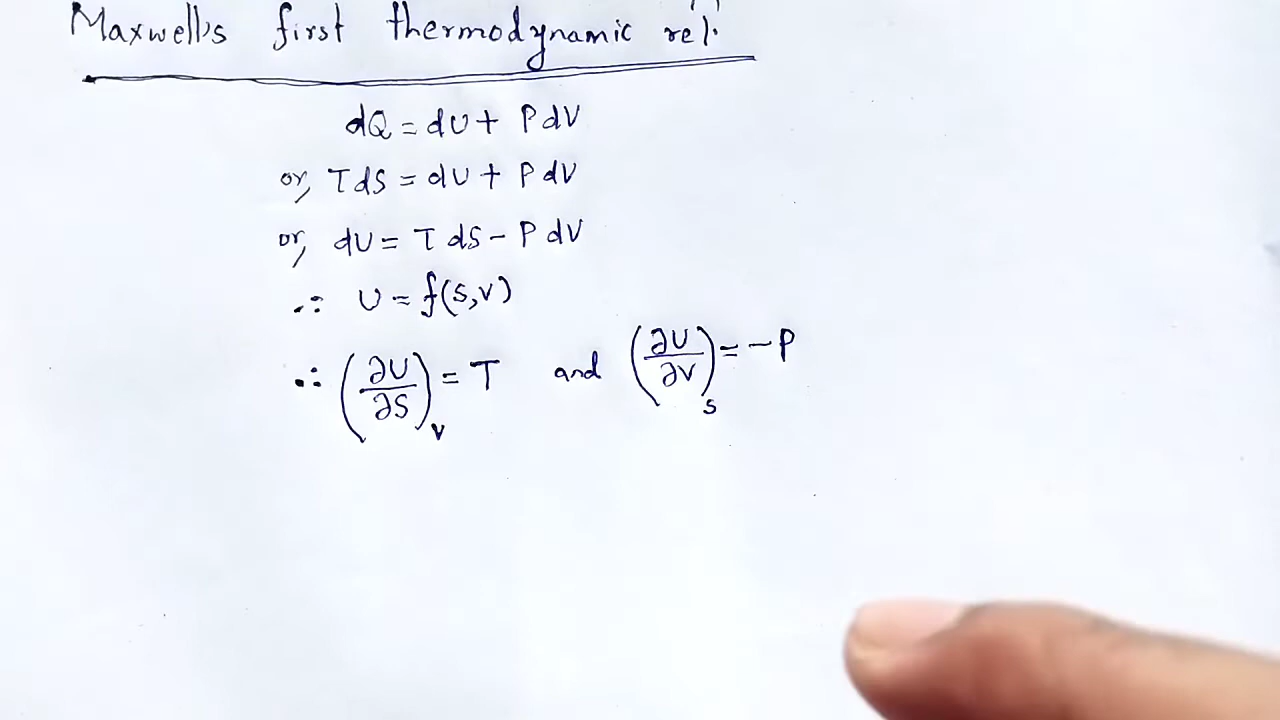 Maxwell's first thermodynamic rel.
dQ = dU + PdV
or, TdS = dU + PdV
or, dU = TdS - PdV
∴ U = f(S,V)
∴ (∂U/∂S)_V = T and (∂U/∂V)_S = -P